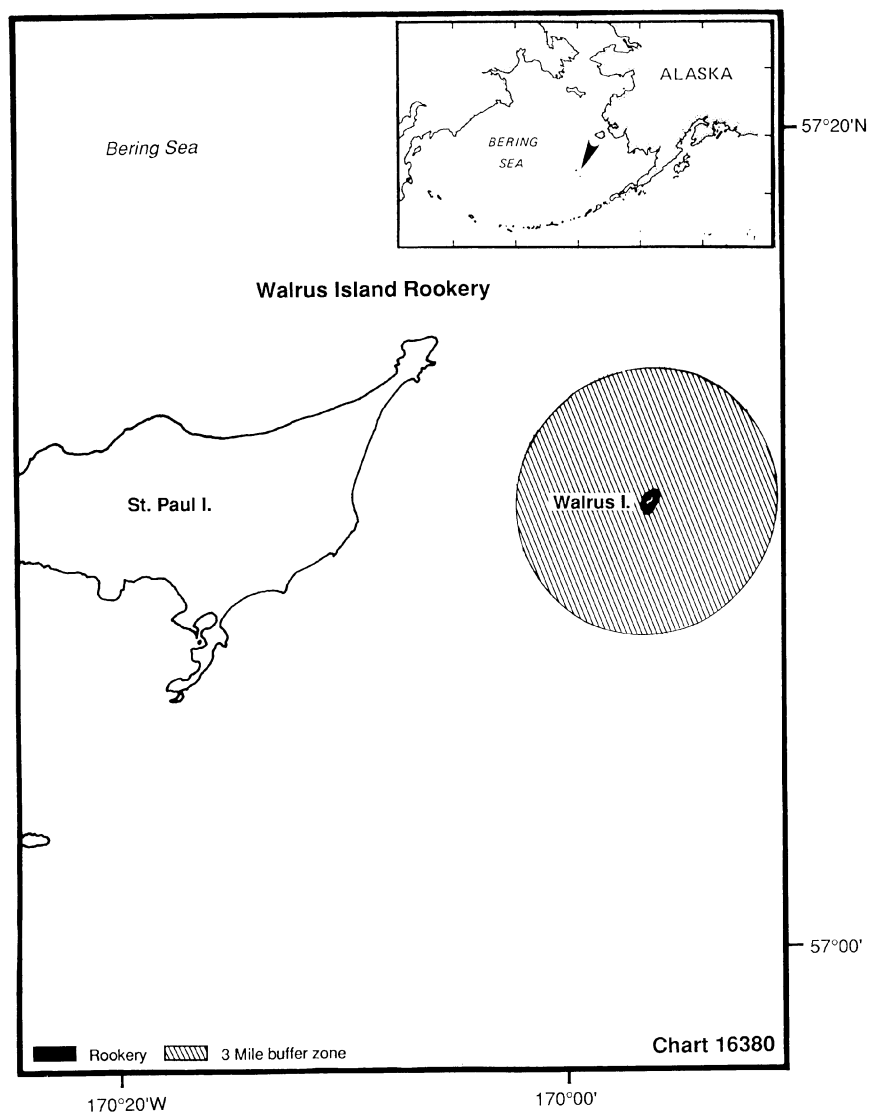 ALASKA
57°20'N
Bering Sea
BERING
SEA
Walrus Island Rookery
St. Paul I.
Walrus I.
57°00'
Rookery
3 Mile buffer zone
Chart 16380
170°20'W
170°00'